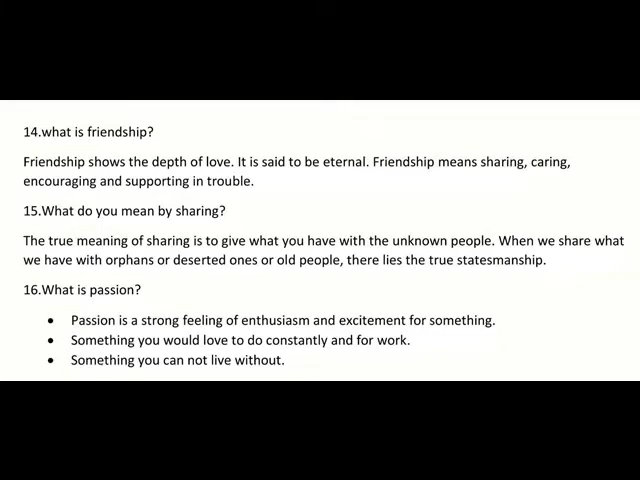 14.what is friendship?
Friendship shows the depth of love. It is said to be eternal. Friendship means sharing, caring,
encouraging and supporting in trouble.
15.What do you mean by sharing?
The true meaning of sharing is to give what you have with the unknown people. When we share what
we have with orphans or deserted ones or old people, there lies the true statesmanship.
16.What is passion?
• Passion is a strong feeling of enthusiasm and excitement for something.
• Something you would love to do constantly and for work.
• Something you can not live without.